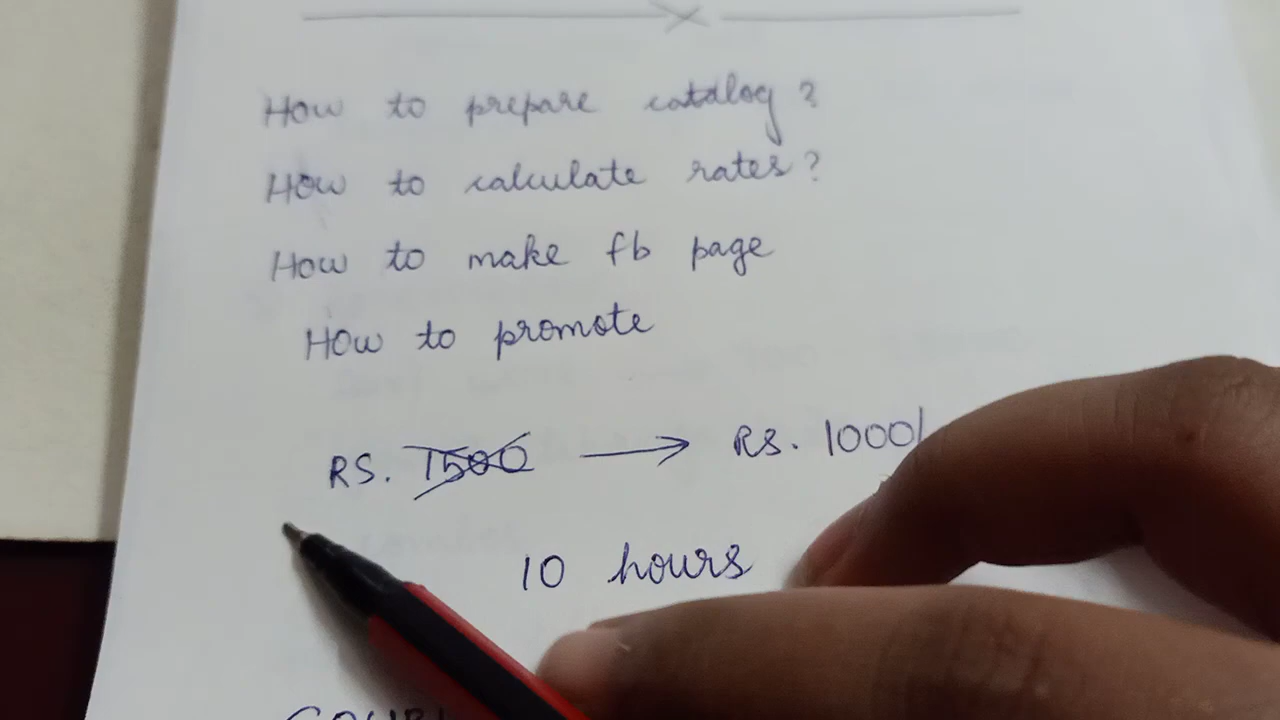 How to prepare catalog?
How to calculate rates?
How to make fb page
How to promote
RS. 1500 → RS. 1000/
10 hours